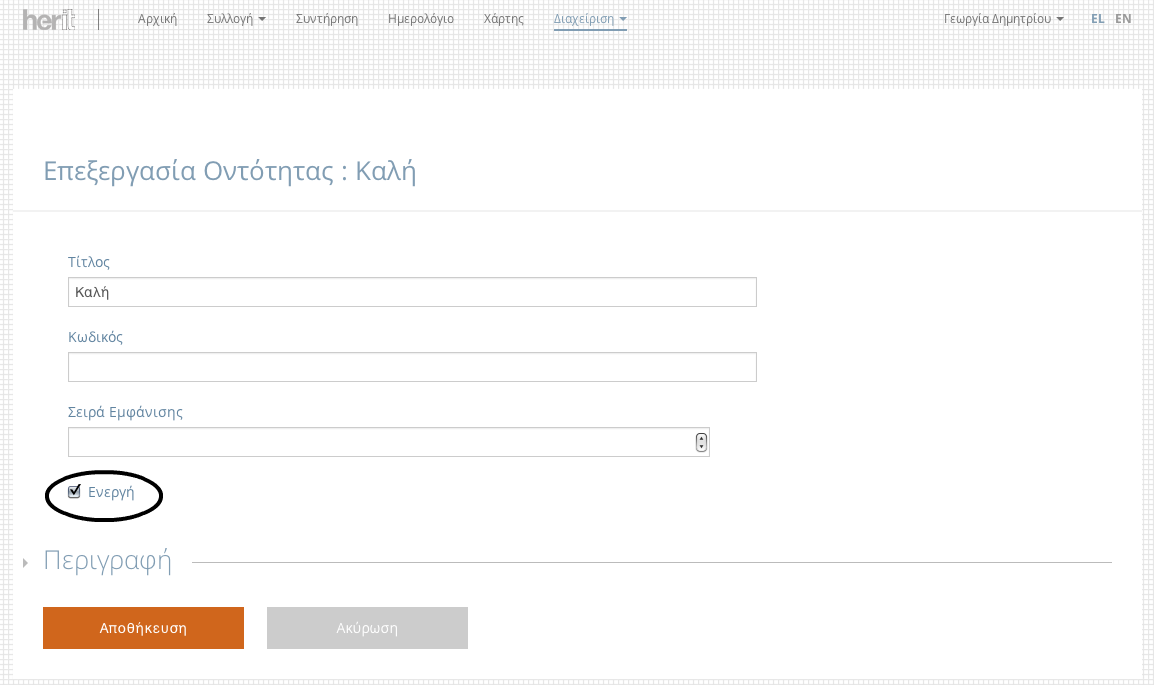 herit Αρχική Συλλογή Συντήρηση Ημερολόγιο Χάρτης Διαχείριση Γεωργία Δημητρίου EL EN
Επεξεργασία Οντότητας : Καλή
Τίτλος
Καλή
Κωδικός
Σειρά Εμφάνισης
Ενεργή
Περιγραφή
Αποθήκευση Ακύρωση